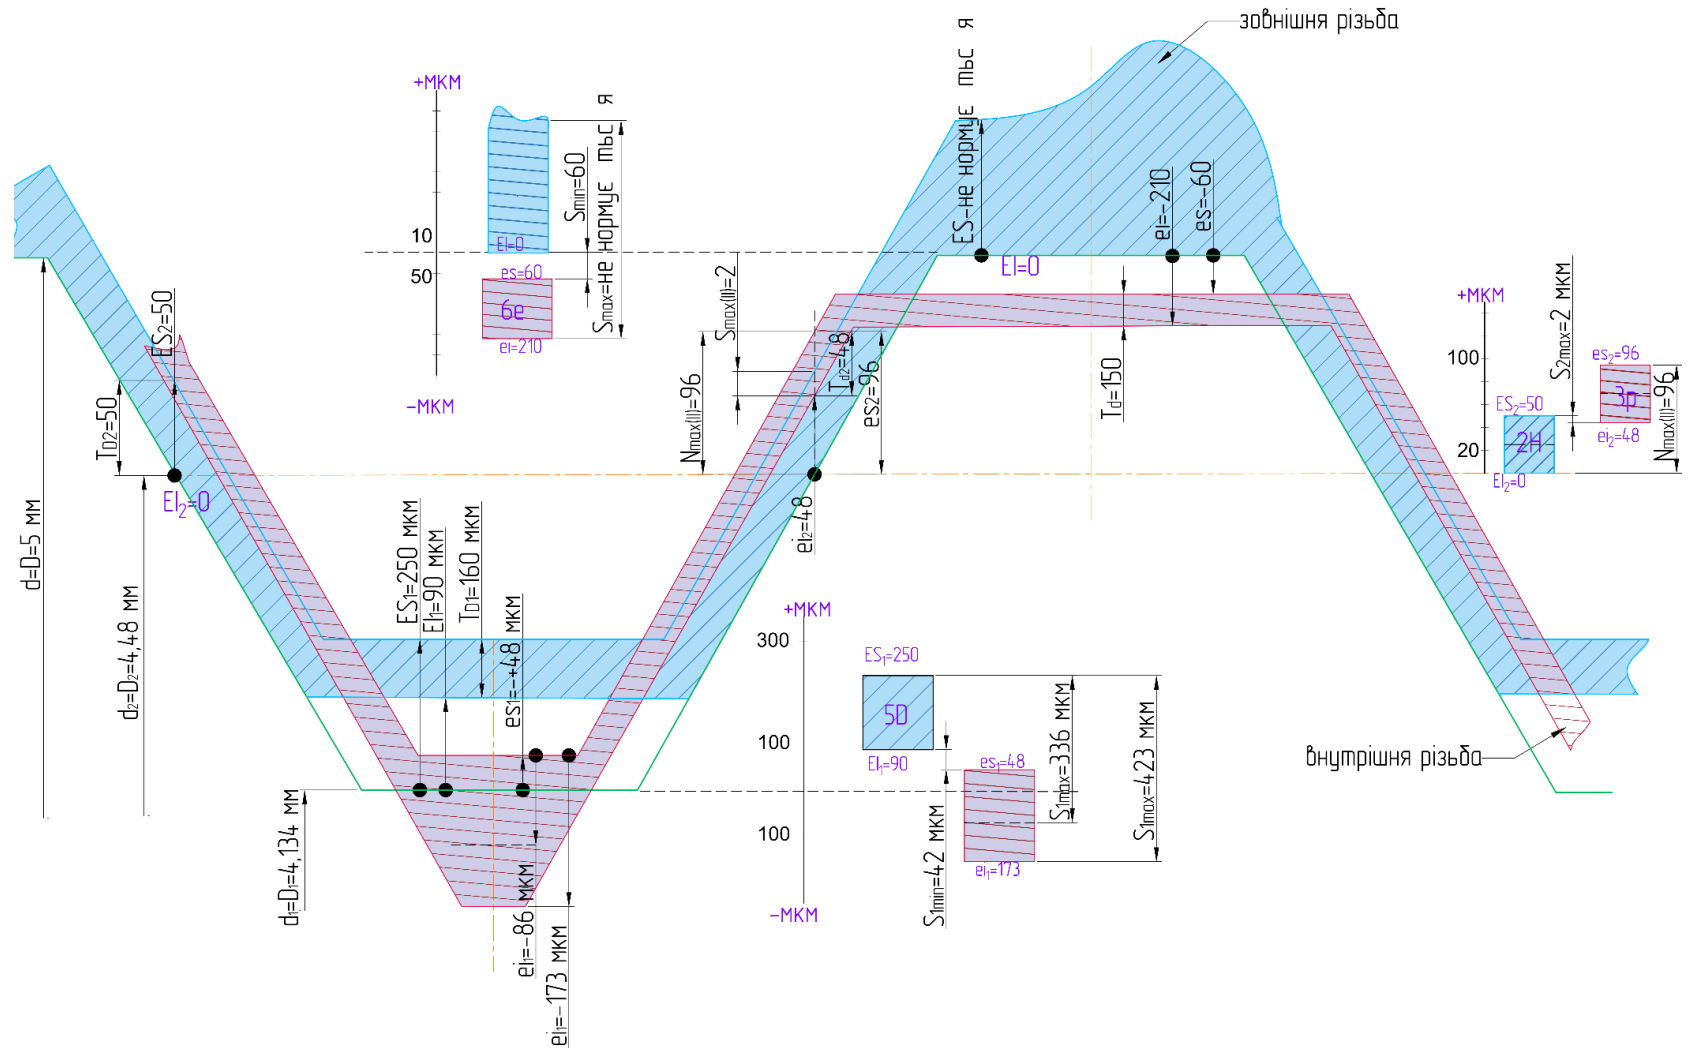 зовнішня різьба
+МКМ
10
50
−МКМ
EI=0
es=60
6e
ei=210
Smin=60
Smax=не нормує ться я
ES-не нормує ться я
EI=0
ei=-210
es=-60
ES2=50
TD2=50
EI2=0
d=D=5 мм
d2=D2=4,48 мм
d1=D1=4,134 мм
Smax(II)=2
Nmax(II)=96
Td2=48
es2=96
ei2=48
Td=150
+МКМ
100
20
S2max=2 МКМ
es2=96
3p
ei2=48
ES2=50
2H
EI2=0
Nmax(II)=96
ES1=250 МКМ
EI1=90 МКМ
TD1=160 МКМ
es1=-+48 МКМ
ei1=-86 МКМ
ei1=-173 МКМ
+МКМ
300
100
100
−МКМ
ES1=250
5D
EI1=90
es1=48
ei1=173
S1min=42 МКМ
S1max=336 МКМ
S1max=423 МКМ
внутрішня різьба